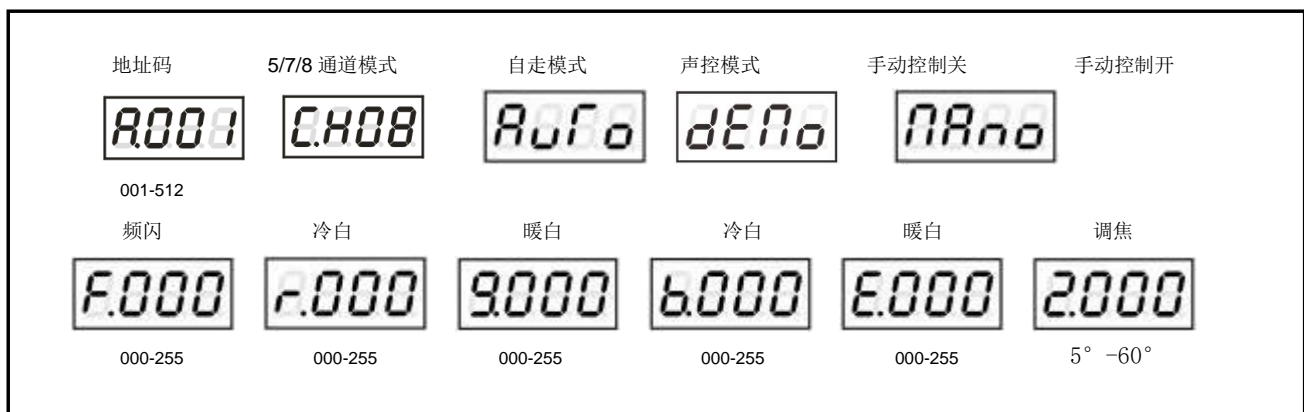 地址码 5/7/8 通道模式 自走模式 声控模式 手动控制关 手动控制开
A.001 C.H08 AuTo dEMo MAno
001-512
频闪 冷白 暖白 冷白 暖白 调焦
F.000 r.000 g.000 b.000 E.000 2.000
000-255 000-255 000-255 000-255 000-255 5° -60°